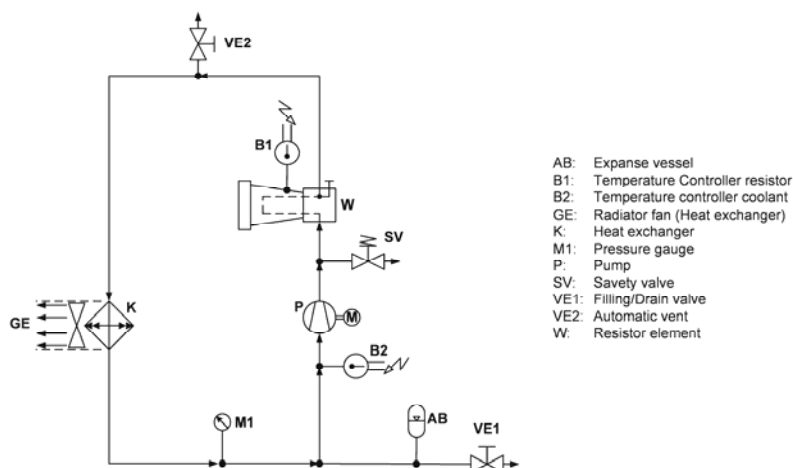 VE2
B1
W
SV
P
M
K
GE
B2
M1
AB
VE1
AB: Expanse vessel
B1: Temperature Controller resistor
B2: Temperature controller coolant
GE: Radiator fan (Heat exchanger)
K: Heat exchanger
M1: Pressure gauge
P: Pump
SV: Savety valve
VE1: Filling/Drain valve
VE2: Automatic vent
W: Resistor element